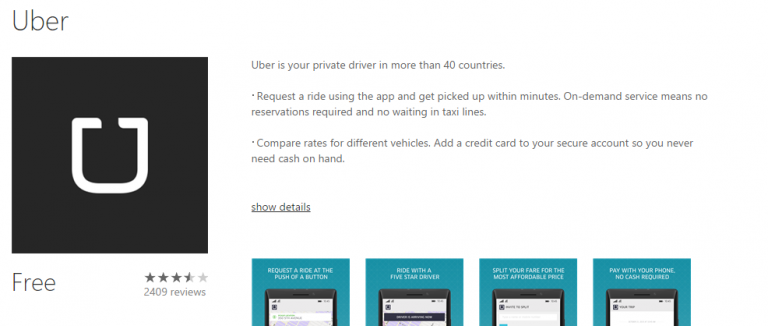 Uber
Uber is your private driver in more than 40 countries.
· Request a ride using the app and get picked up within minutes. On-demand service means no
reservations required and no waiting in taxi lines.
· Compare rates for different vehicles. Add a credit card to your secure account so you never
need cash on hand.
show details
Free
2409 reviews
REQUEST A RIDE AT THE
PUSH OF A BUTTON
RIDE WITH A
FIVE STAR DRIVER
SPLIT YOUR FARE FOR THE
MOST AFFORDABLE PRICE
PAY WITH YOUR PHONE,
NO CASH REQUIRED